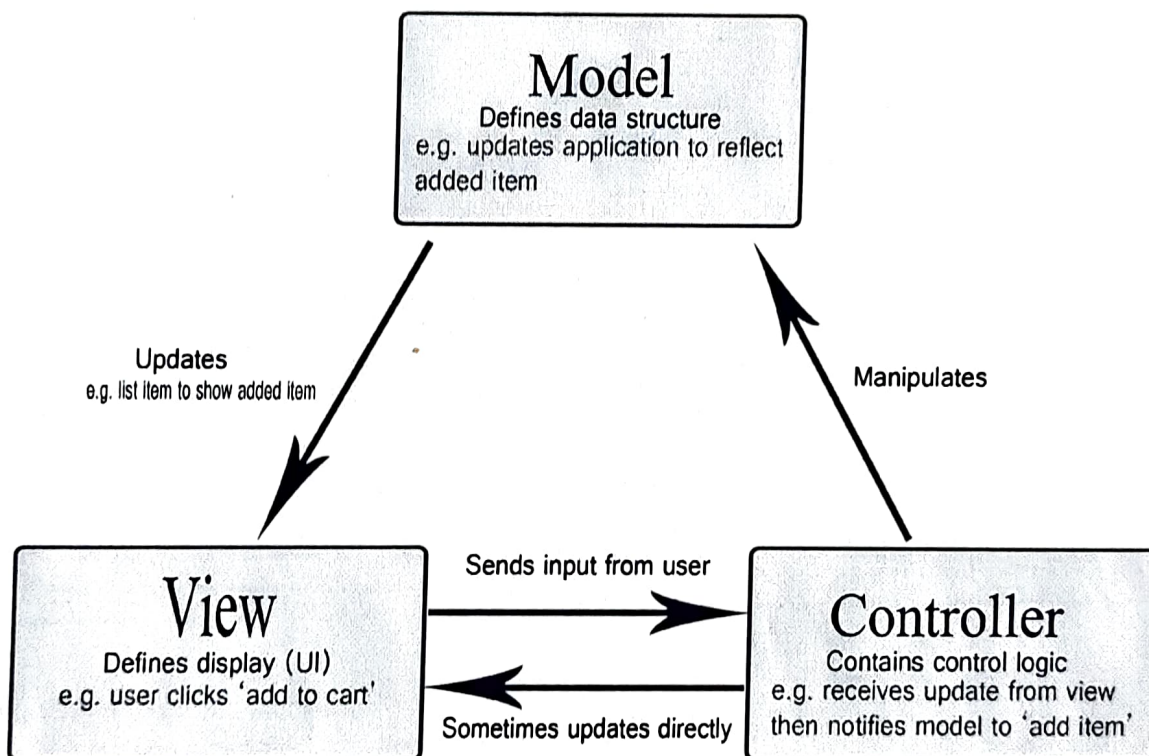 Model
Defines data structure
e.g. updates application to reflect
added item
Updates
e.g. list item to show added item
Manipulates
Sends input from user
View
Defines display (UI)
e.g. user clicks ‘add to cart’
Sometimes updates directly
Controller
Contains control logic
e.g. receives update from view
then notifies model to ‘add item’